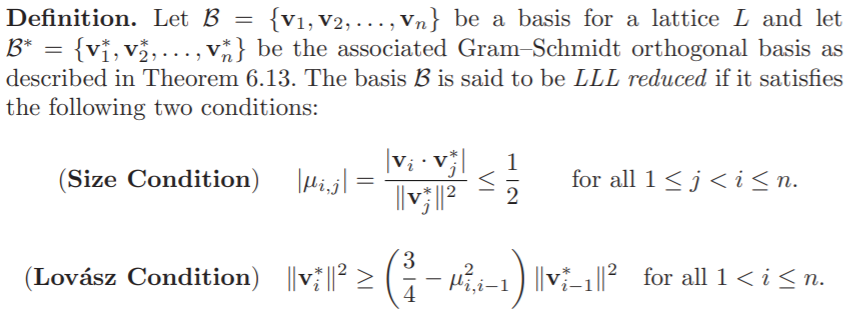 Definition. Let 𝓑 = {v₁, v₂, . . . , vₙ} be a basis for a lattice L and let
𝓑* = {v₁*, v₂*, . . . , vₙ*} be the associated Gram–Schmidt orthogonal basis as
described in Theorem 6.13. The basis 𝓑 is said to be LLL reduced if it satisfies
the following two conditions:
(Size Condition) |μᵢ,ⱼ| = |vᵢ · vⱼ*| / ‖vⱼ*‖² ≤ 1/2 for all 1 ≤ j < i ≤ n.
(Lovász Condition) ‖vᵢ*‖² ≥ (3/4 − μ²ᵢ,ᵢ₋₁) ‖vᵢ₋₁*‖² for all 1 < i ≤ n.